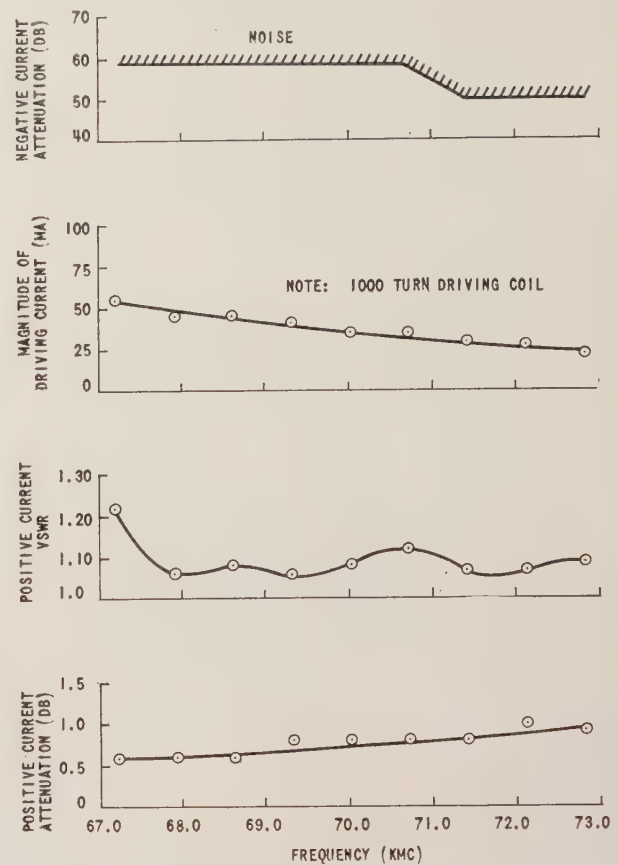 NEGATIVE CURRENT
ATTENUATION (DB)
70
60
50
40
NOISE
MAGNITUDE OF
DRIVING CURRENT (MA)
100
75
50
25
0
NOTE: 1000 TURN DRIVING COIL
POSITIVE CURRENT
VSWR
1.30
1.20
1.10
1.0
POSITIVE CURRENT
ATTENUATION (DB)
1.5
1.0
0.5
0
67.0 68.0 69.0 70.0 71.0 72.0 73.0
FREQUENCY (KMC)